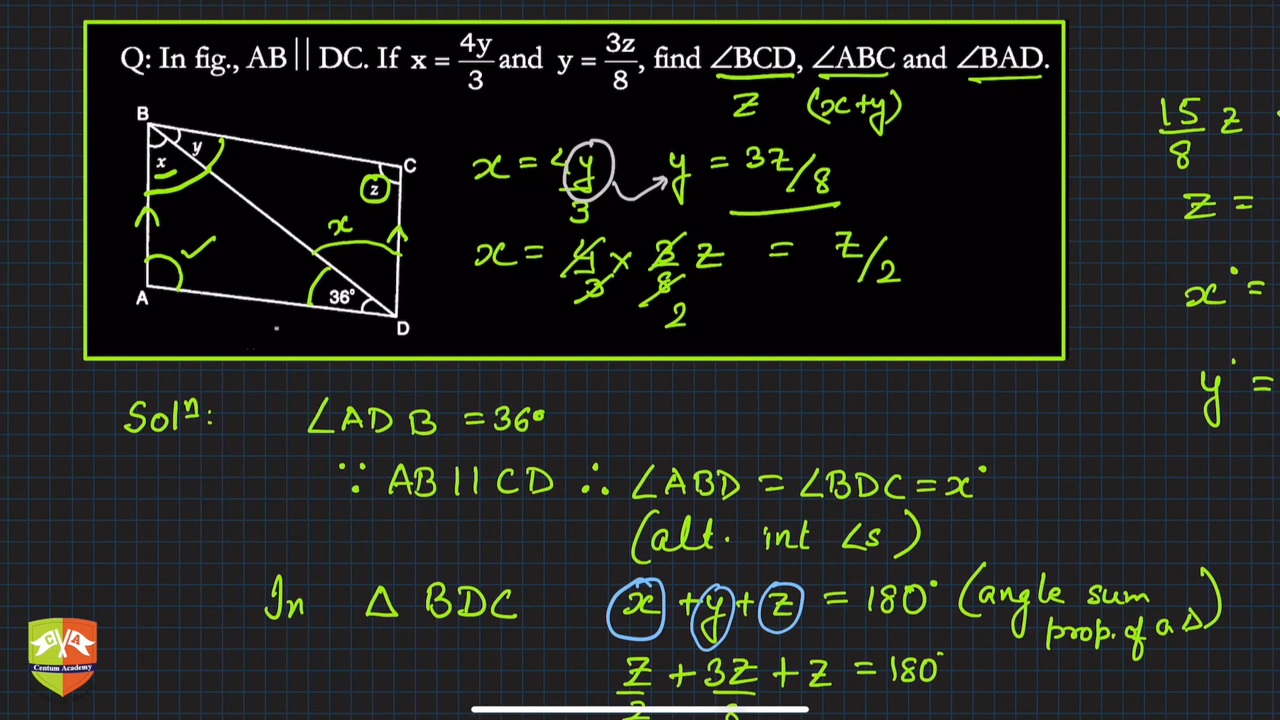 Q: In fig., AB || DC. If x = 4y/3 and y = 3z/8, find ∠BCD, ∠ABC and ∠BAD.
z (x+y)
B
y
x
C
z
x
A
36°
D
x = 4y/3 y = 3z/8
x = 4/3 × 3/8 z = z/2
2
15/8 z
z =
x° =
y° =
Solⁿ: ∠ADB = 36°
∵ AB || CD ∴ ∠ABD = ∠BDC = x°
(alt. int ∠s)
In Δ BDC x + y + z = 180° (angle sum
prop. of a Δ)
z/2 + 3z/8 + z = 180°
CA
Centum Academy